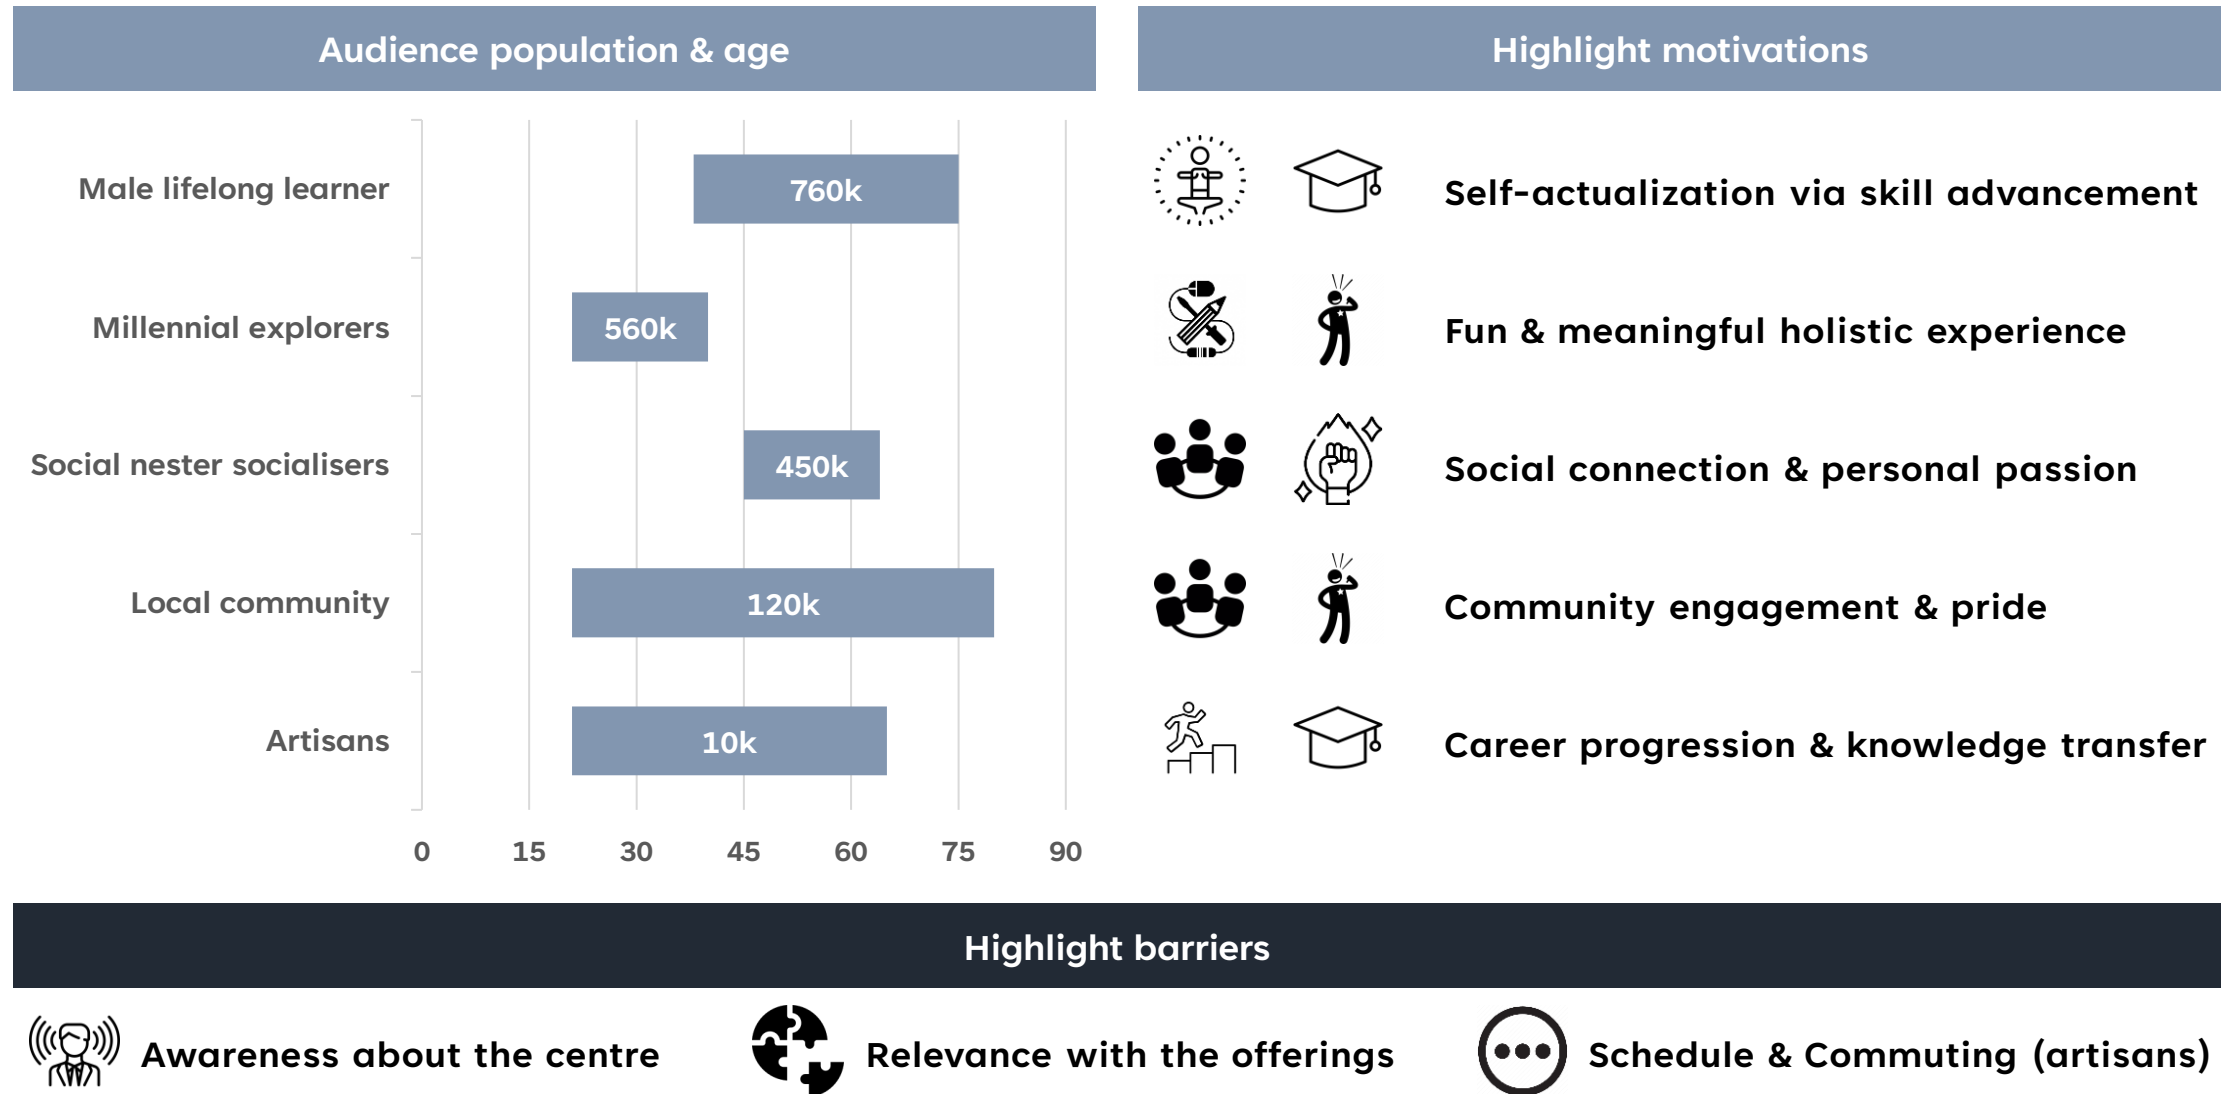 Audience population & age
Highlight motivations
Male lifelong learner
760k
Self-actualization via skill advancement
Millennial explorers
560k
Fun & meaningful holistic experience
Social nester socialisers
450k
Social connection & personal passion
Local community
120k
Community engagement & pride
Artisans
10k
Career progression & knowledge transfer
0 15 30 45 60 75 90
Highlight barriers
Awareness about the centre
Relevance with the offerings
Schedule & Commuting (artisans)